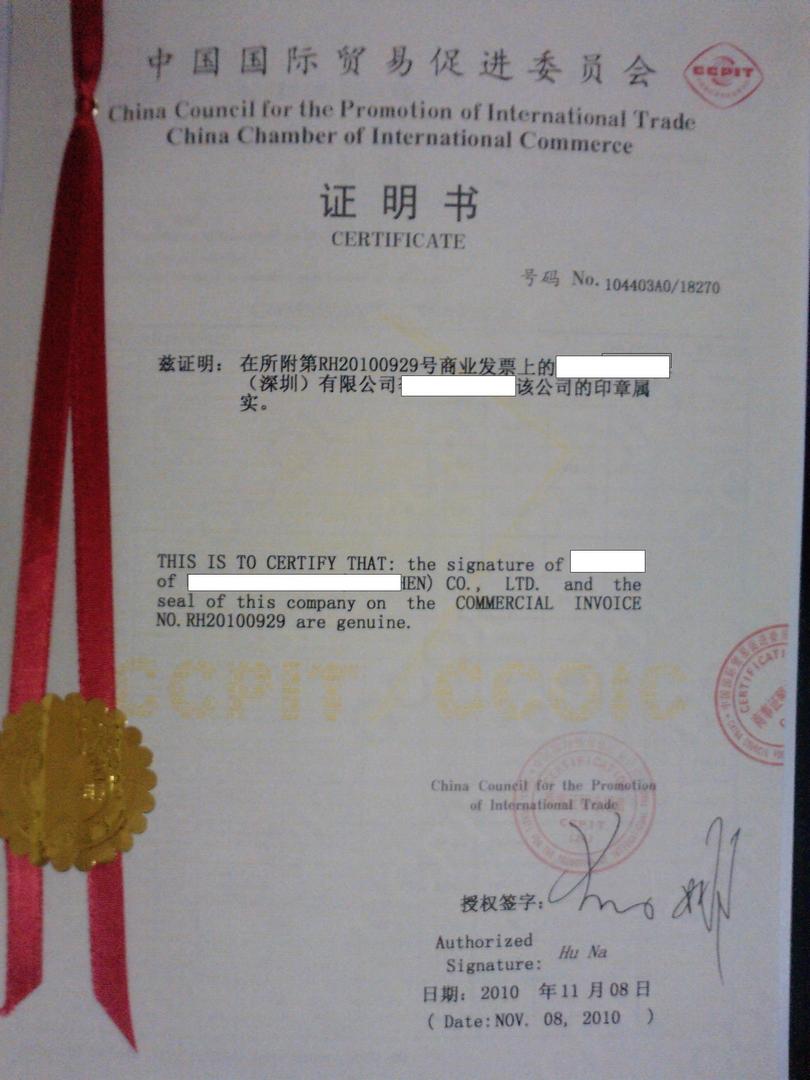 中国国际贸易促进委员会
CCPIT
China Council for the Promotion of International Trade
China Chamber of International Commerce
证明书
CERTIFICATE
号码 No. 104403A0/18270
兹证明：在所附第RH20100929号商业发票上的
（深圳）有限公司 该公司的印章属
实。
THIS IS TO CERTIFY THAT: the signature of
of HEN) CO., LTD. and the
seal of this company on the COMMERCIAL INVOICE
NO. RH20100929 are genuine.
CCPIT CCOIC
China Council for the Promotion
of International Trade
CERTIFICATION
CCPIT
授权签字：
Authorized
Signature: Hu Na
日期：2010 年11月08日
( Date:NOV. 08, 2010 )